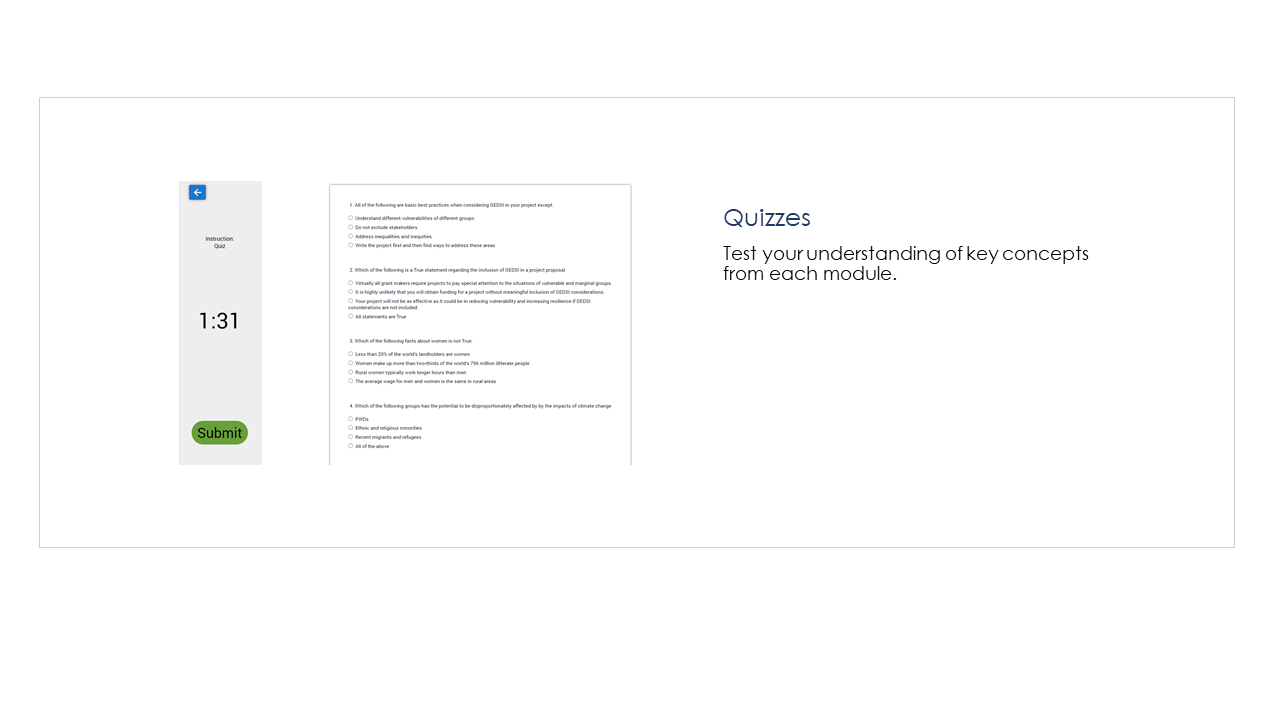 Instruction:
Quiz
1:31
Submit
1. All of the following are basic best practices when considering GEDSI in your project except
Understand different vulnerabilities of different groups
Do not exclude stakeholders
Address inequalities and inequities
Write the project first and then find ways to address these areas
2. Which of the following is a True statement regarding the inclusion of GEDSI in a project proposal.
Virtually all grant makers require projects to pay special attention to the situations of vulnerable and marginal groups.
It is highly unlikely that you will obtain funding for a project without meaningful inclusion of GEDSI considerations.
Your project will not be as effective as it could be in reducing vulnerability and increasing resilience if GEDSI
considerations are not included.
All statements are True
3. Which of the following facts about women is not True.
Less than 20% of the world's landholders are women
Women make up more than two-thirds of the world's 796 million illiterate people
Rural women typically work longer hours than men
The average wage for men and women is the same in rural areas
4. Which of the following groups has the potential to be disproportionately affected by by the impacts of climate change
PWDs
Ethnic and religious minorities
Recent migrants and refugees
All of the above
Quizzes
Test your understanding of key concepts
from each module.